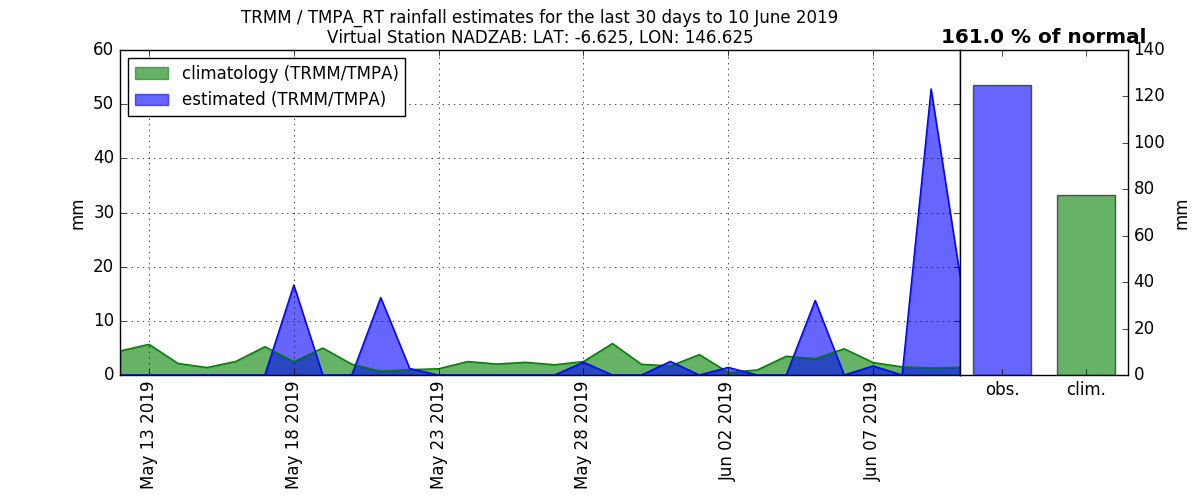 TRMM / TMPA_RT rainfall estimates for the last 30 days to 10 June 2019
Virtual Station NADZAB: LAT: -6.625, LON: 146.625
161.0 % of normal
climatology (TRMM/TMPA)
estimated (TRMM/TMPA)
60
50
40
30
20
10
0
mm
May 13 2019
May 18 2019
May 23 2019
May 28 2019
Jun 02 2019
Jun 07 2019
140
120
100
80
60
40
20
0
mm
obs.
clim.